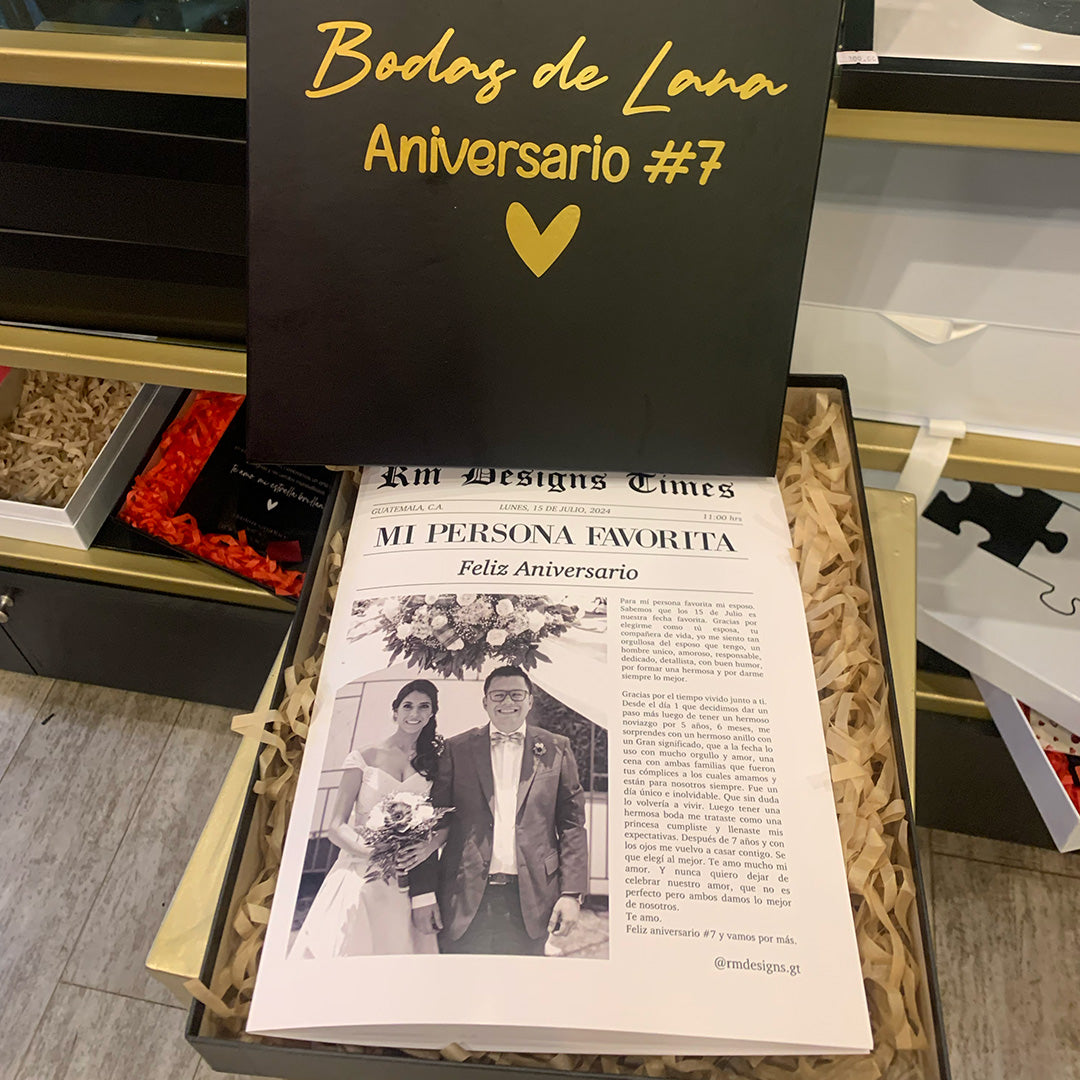 Bodas de Lana
Aniversario #7
Rm Designs Times
GUATEMALA, C.A. LUNES, 15 DE JULIO, 2024 11:00 hrs
MI PERSONA FAVORITA
Feliz Aniversario
Para mi persona favorita mi esposo.
Sabemos que los 15 de Julio es
nuestra fecha favorita. Gracias por
elegirme como tú esposa, tu
compañera de vida, yo me siento tan
orgullosa del esposo que tengo, un
hombre unico, amoroso, responsable,
dedicado, detallista, con buen humor,
por formar una hermosa y por darme
siempre lo mejor.
Gracias por el tiempo vivido junto a ti.
Desde el día 1 que decidimos dar un
paso más luego de tener un hermoso
noviazgo por 5 años, 6 meses, me
sorprendes con un hermoso anillo con
un Gran significado, que a la fecha lo
uso con mucho orgullo y amor, una
cena con ambas familias que fueron
tus cómplices a los cuales amamos y
están para nosotros siempre. Fue un
día único e inolvidable. Que sin duda
lo volvería a vivir. Luego tener una
hermosa boda me trataste como una
princesa cumpliste y llenaste mis
expectativas. Después de 7 años y con
los ojos me vuelvo a casar contigo. Se
que elegí al mejor. Te amo mucho mi
amor. Y nunca quiero dejar de
celebrar nuestro amor, que no es
perfecto pero ambos damos lo mejor
de nosotros.
Te amo.
Feliz aniversario #7 y vamos por más.
@rmdesigns.gt
te amo mi estrella